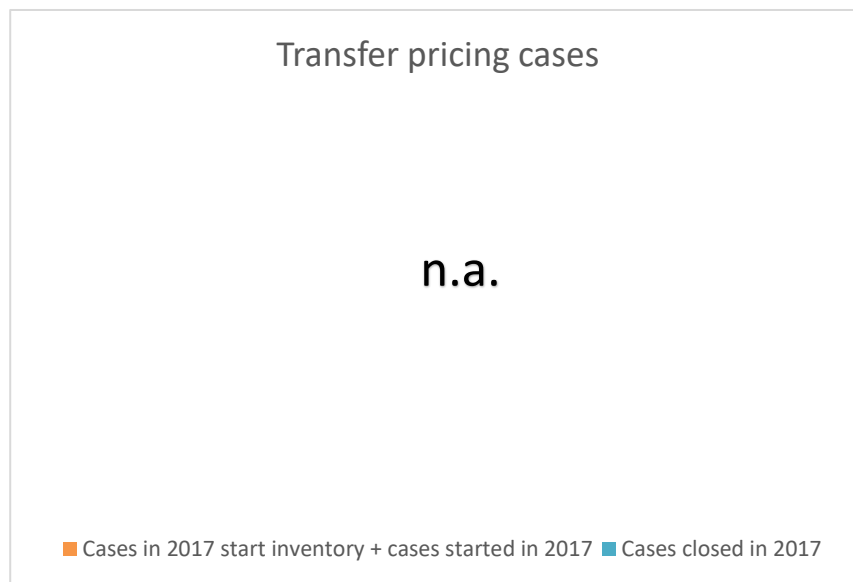 Transfer pricing cases
n.a.
Cases in 2017 start inventory + cases started in 2017 Cases closed in 2017